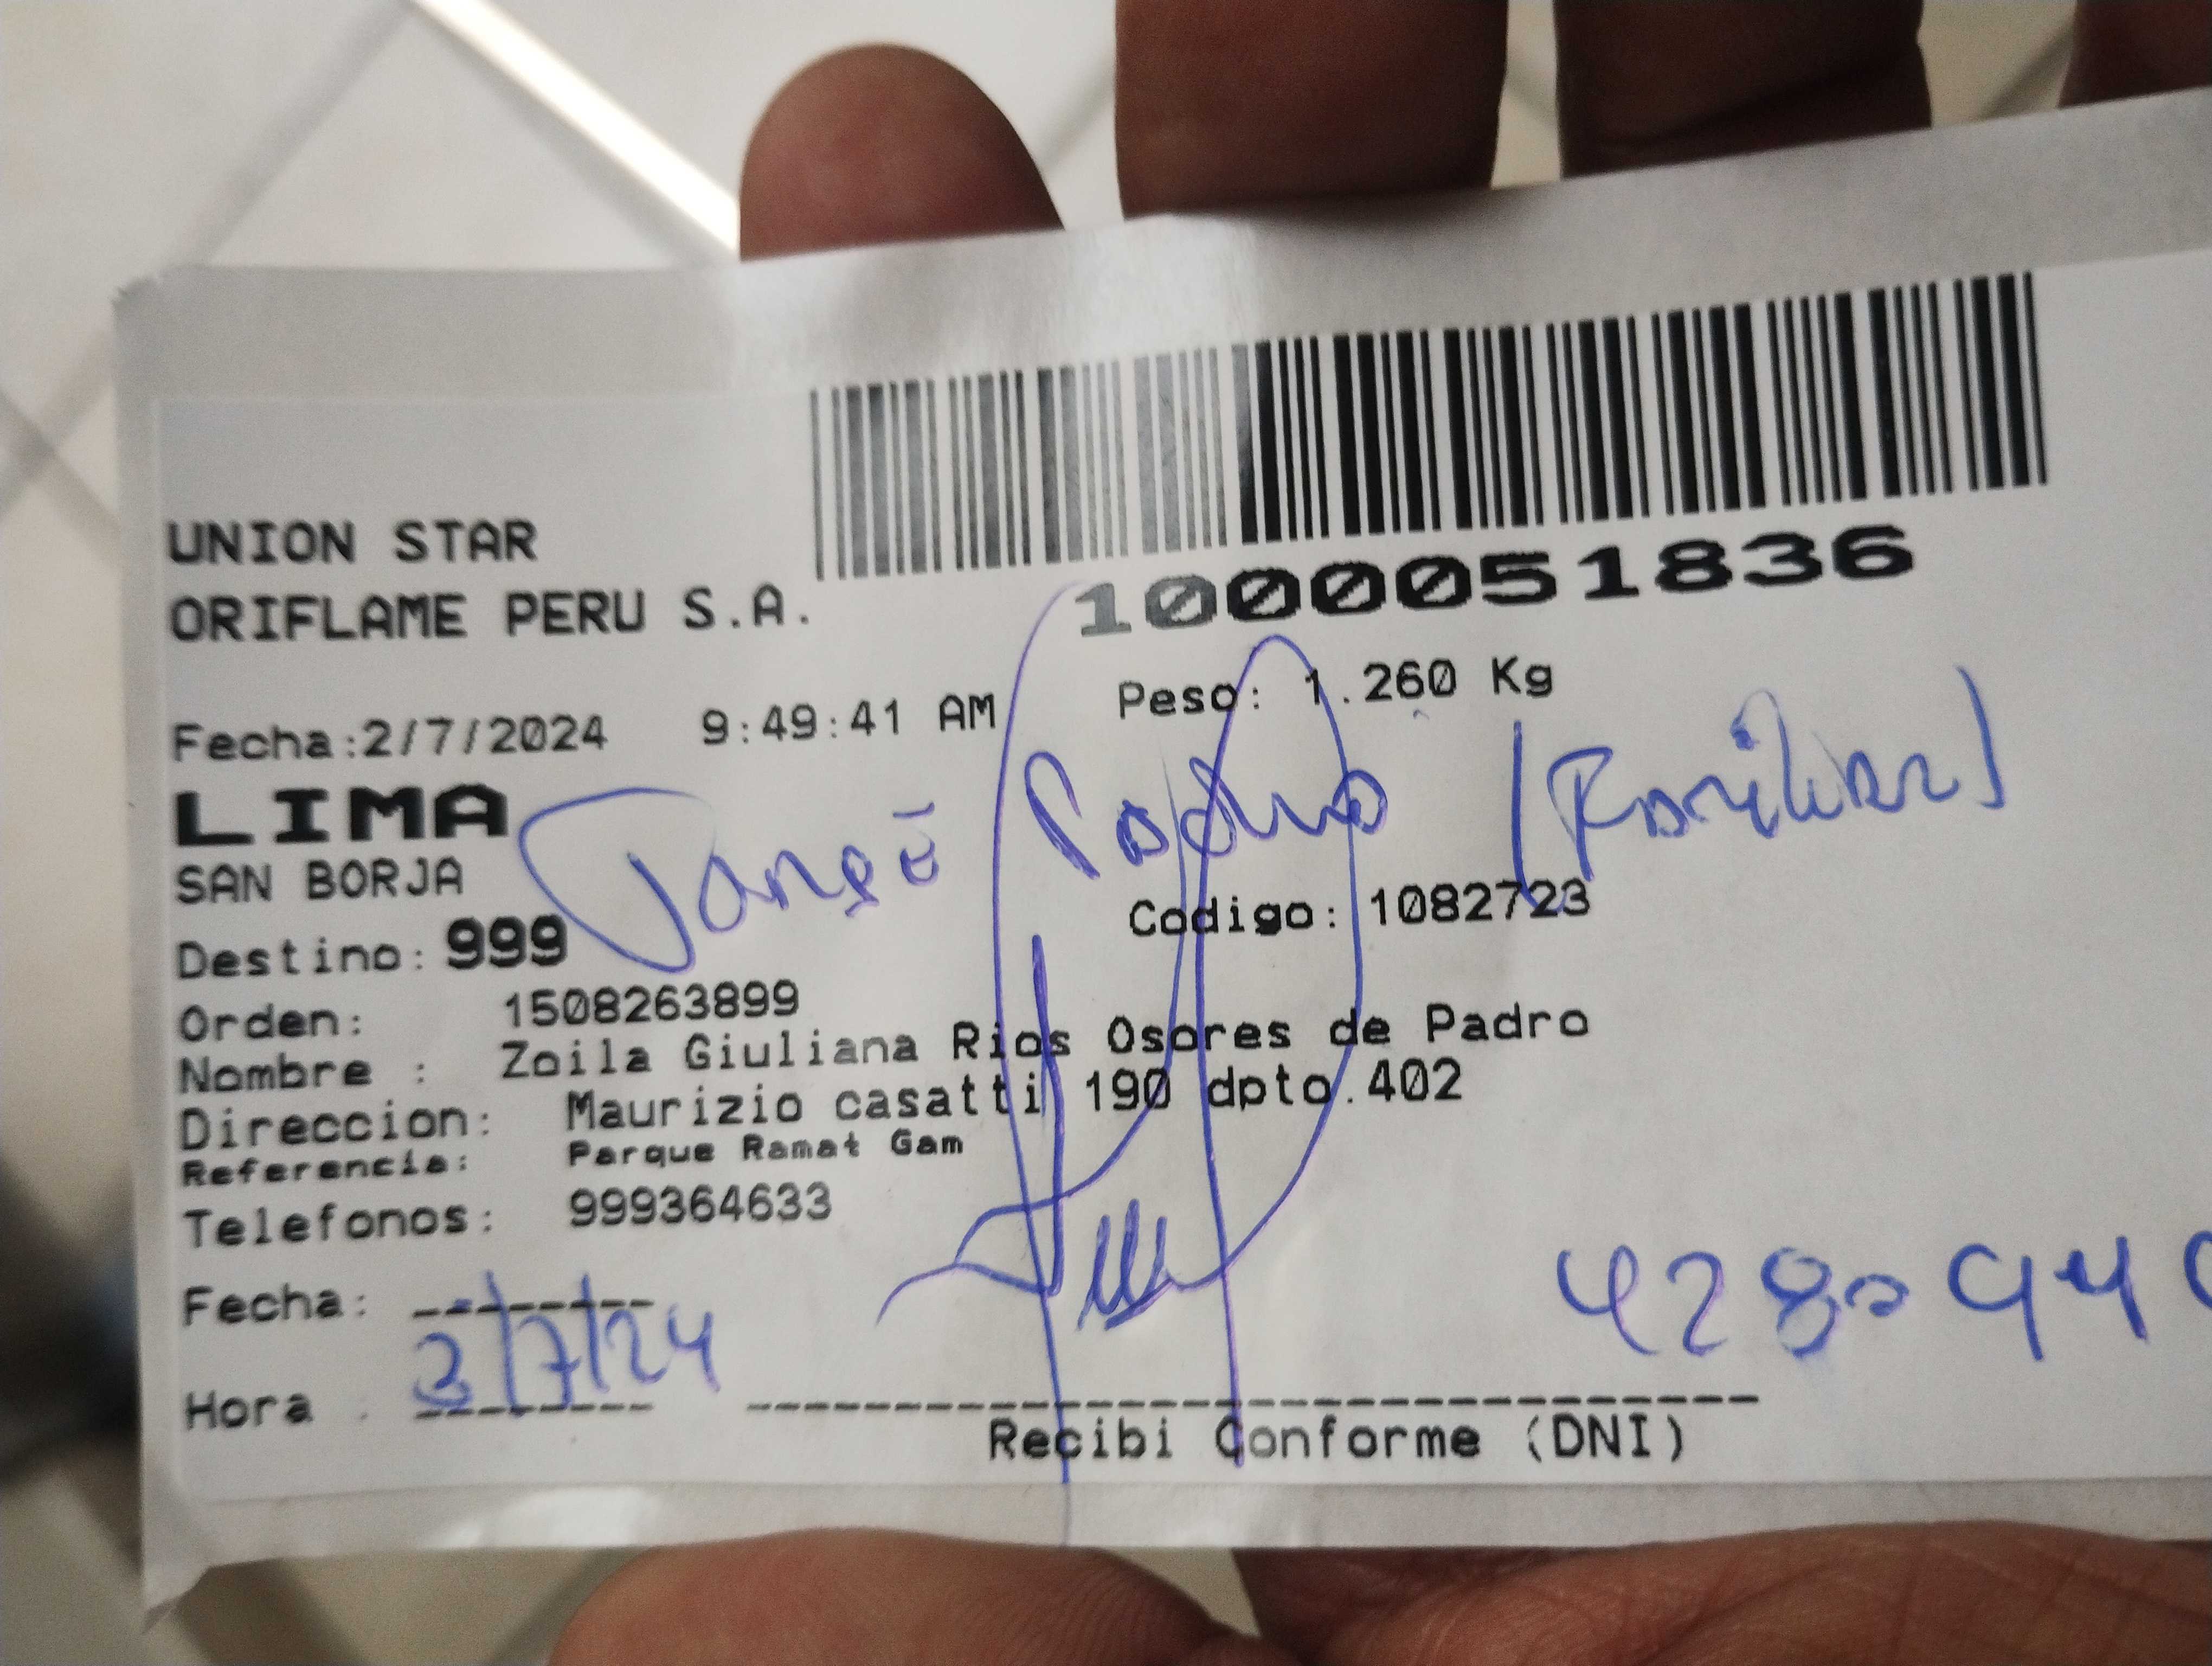 UNION STAR
ORIFLAME PERU S.A.
1000051836
Fecha:2/7/2024 9:49:41 AM Peso: 1.260 Kg
LIMA
SAN BORJA
Padro (Familiar)
Destino: 999 Codigo: 1082723
Orden: 1508263899
Nombre : Zoila Giuliana Rios Osores de Padro
Direccion: Maurizio casatti 190 dpto.402
Referencia: Parque Ramat Gam
Telefonos: 999364633
Fecha:
3/7/24
Hora :
Recibi Conforme (DNI)